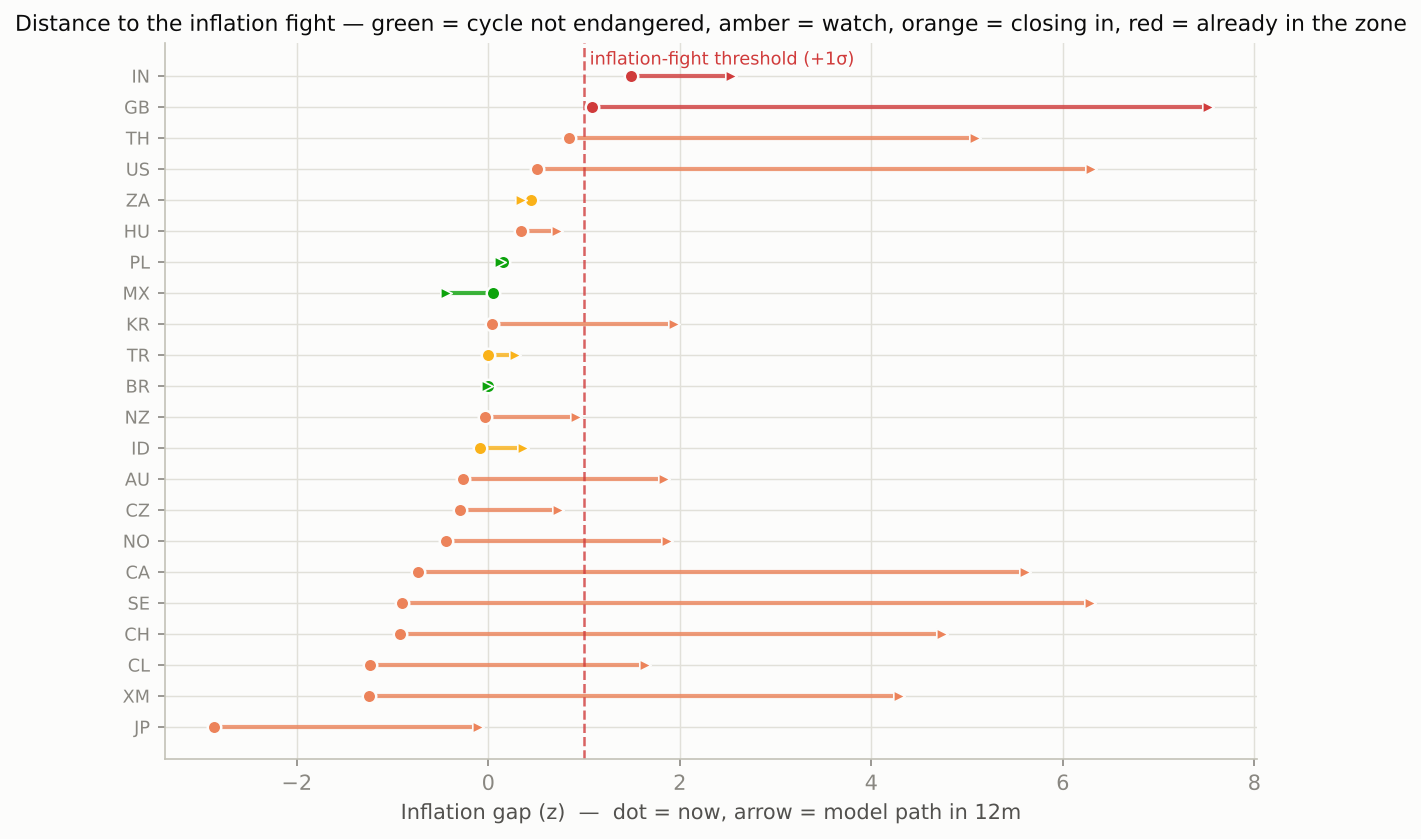 Distance to the inflation fight — green = cycle not endangered, amber = watch, orange = closing in, red = already in the zone
inflation-fight threshold (+1σ)
IN
GB
TH
US
ZA
HU
PL
MX
KR
TR
BR
NZ
ID
AU
CZ
NO
CA
SE
CH
CL
XM
JP
−2 0 2 4 6 8
Inflation gap (z) — dot = now, arrow = model path in 12m